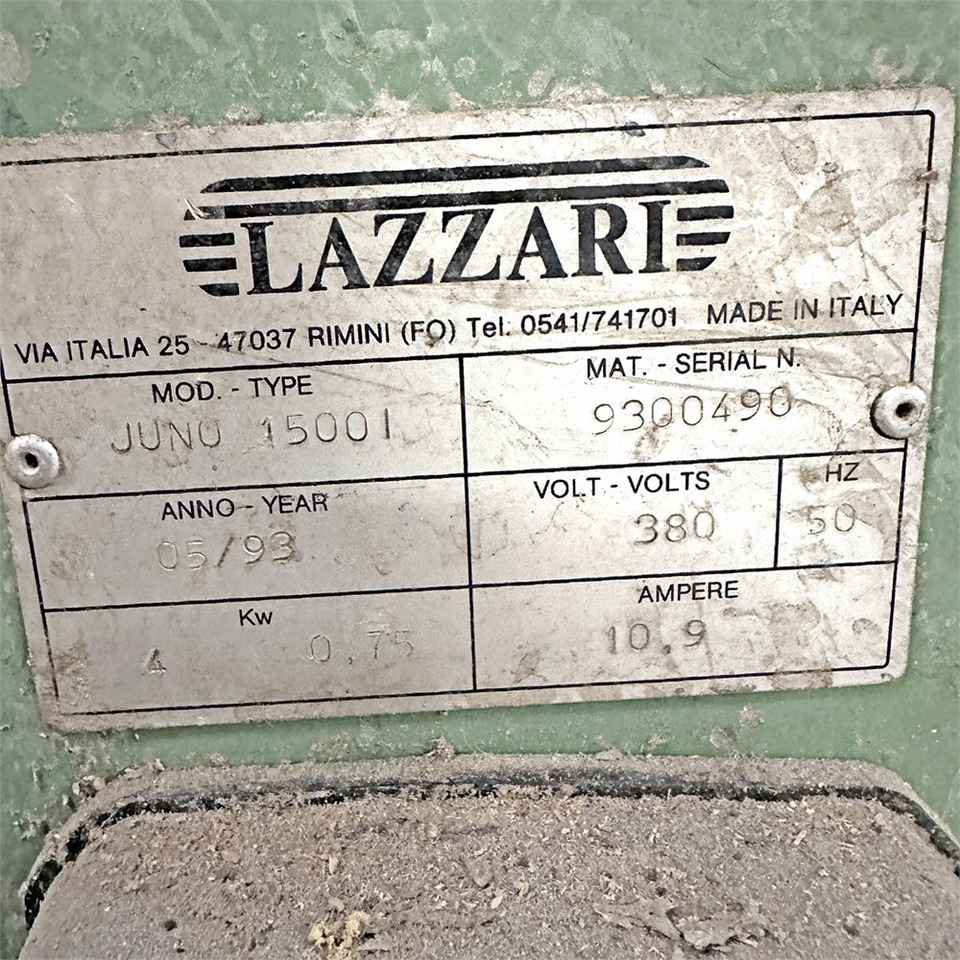 LAZZARI
VIA ITALIA 25 - 47037 RIMINI (FO) Tel. 0541/741701 MADE IN ITALY
MOD. - TYPE
JUNO 1500I
MAT. - SERIAL N.
9300490
ANNO - YEAR
05/93
VOLT - VOLTS
380
HZ
50
Kw
4 0,75
AMPERE
10,9